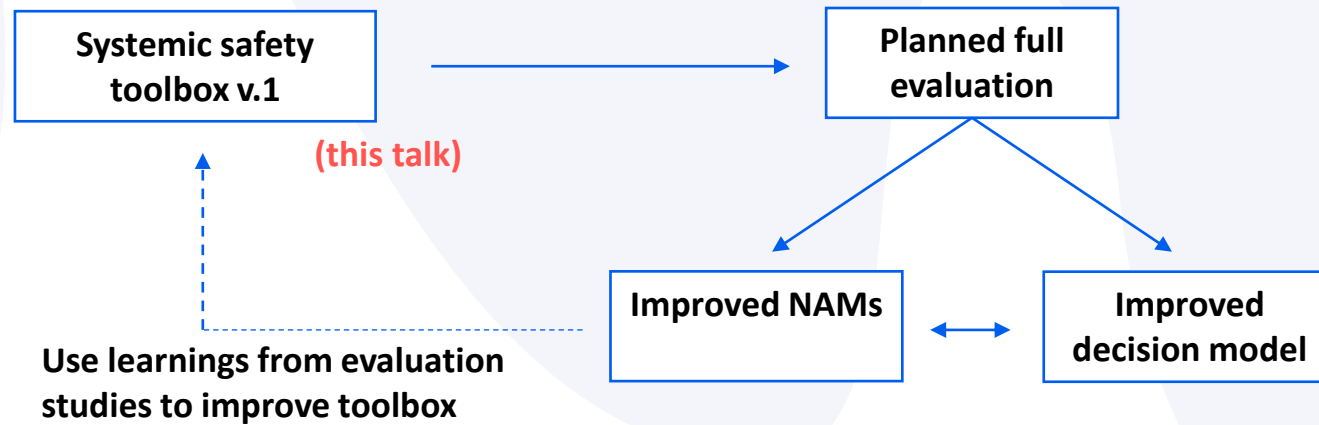 Systemic safety
toolbox v.1
Planned full
evaluation
(this talk)
Improved NAMs
Improved
decision model
Use learnings from evaluation
studies to improve toolbox